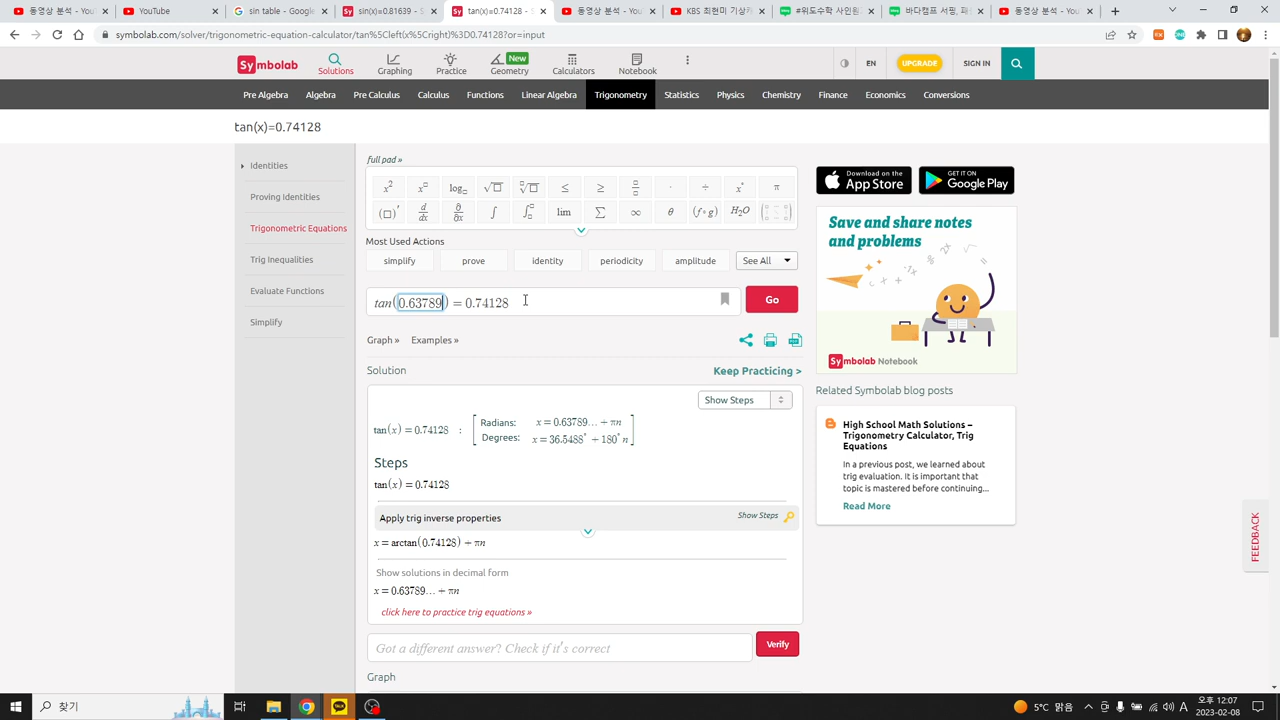 동영상 분석 - You
YouTube
sin table - Google
sin(x)=0.81639 - S
tan(x)=0.74128 - S
동영상 분석 - You
KBS 최현미 기상캐
#위도수학 사인원
바다캠프 서핑, 패
동영상 분석 - You
symbolab.com/solver/trigonometric-equation-calculator/tan%5Cleft(x%5Cright)%3D0.74128?or=input
Symbolab
Solutions
Graphing
Practice
New
Geometry
Calculators
Notebook
EN
UPGRADE
SIGN IN
Pre Algebra
Algebra
Pre Calculus
Calculus
Functions
Linear Algebra
Trigonometry
Statistics
Physics
Chemistry
Finance
Economics
Conversions
tan(x)=0.74128
Identities
Proving Identities
Trigonometric Equations
Trig Inequalities
Evaluate Functions
Simplify
full pad »
x² x^□ log□ √□ ⁿ√□ ≤ ≥ □/□ · ÷ x° π
(□)′ d/dx ∂/∂x ∫ ∫□ lim ∑ ∞ θ (f∘g) H₂O
Most Used Actions
simplify
prove
identity
periodicity
amplitude
See All
tan(0.63789) = 0.74128
Go
Graph »
Examples »
Solution
Keep Practicing >
Show Steps
tan(x) = 0.74128 : [ Radians: x = 0.63789… + πn
Degrees: x = 36.5488° + 180° n ]
Steps
tan(x) = 0.74128
Apply trig inverse properties
Show Steps
x = arctan(0.74128) + πn
Show solutions in decimal form
x = 0.63789… + πn
click here to practice trig equations »
Got a different answer? Check if it's correct
Verify
Graph
Download on the
App Store
GET IT ON
Google Play
Save and share notes
and problems
Symbolab Notebook
Related Symbolab blog posts
High School Math Solutions –
Trigonometry Calculator, Trig
Equations
In a previous post, we learned about
trig evaluation. It is important that
topic is mastered before continuing...
Read More
FEEDBACK
찾기
TALK
5°C 맑음
A
오후 12:07
2023-02-08